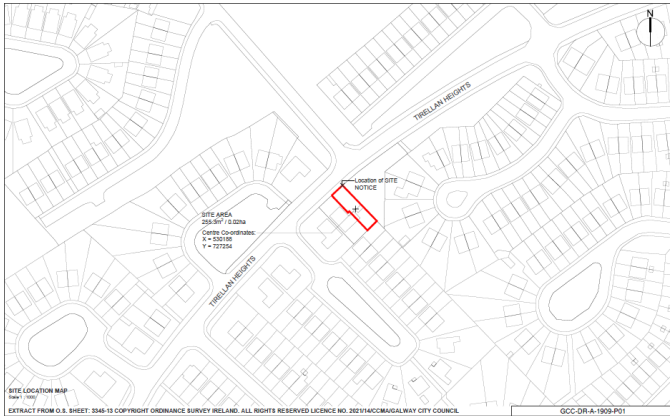 N
TIRELLAN HEIGHTS
Location of SITE
NOTICE
SITE AREA
255.3m² / 0.02ha
Centre Co-ordinates:
X = 530188
Y = 727254
TIRELLAN HEIGHTS
SITE LOCATION MAP
Scale 1 : 1000
EXTRACT FROM O.S. SHEET: 3345-13 COPYRIGHT ORDINANCE SURVEY IRELAND. ALL RIGHTS RESERVED LICENCE NO. 2021/14/CCMA/GALWAY CITY COUNCIL
GCC-DR-A-1909-P01